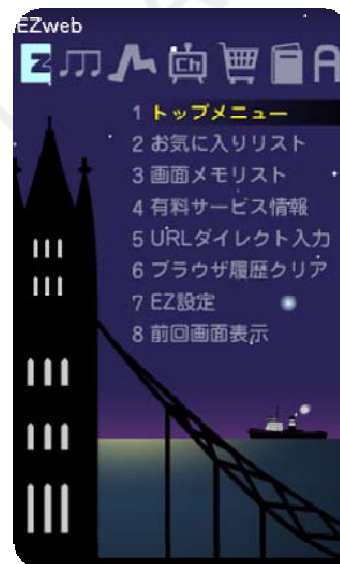 EZweb
Ch
1 トップメニュー
2 お気に入りリスト
3 画面メモリスト
4 有料サービス情報
5 URLダイレクト入力
6 ブラウザ履歴クリア
7 EZ設定
8 前回画面表示